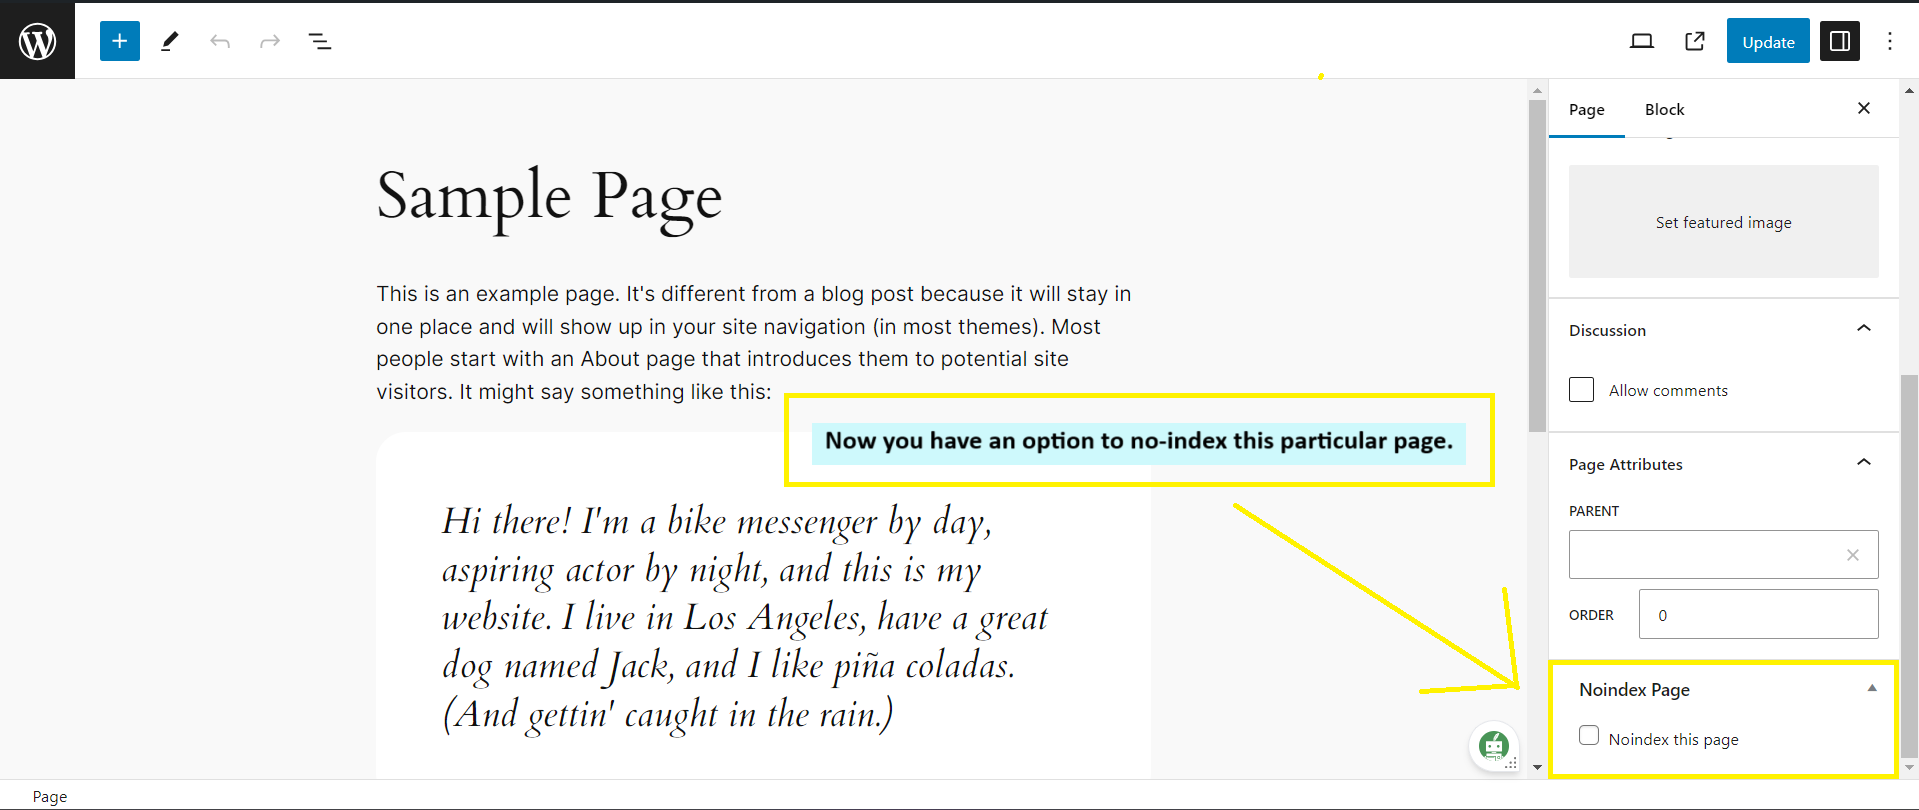 Update
Sample Page
This is an example page. It's different from a blog post because it will stay in
one place and will show up in your site navigation (in most themes). Most
people start with an About page that introduces them to potential site
visitors. It might say something like this:
Now you have an option to no-index this particular page.
Hi there! I'm a bike messenger by day,
aspiring actor by night, and this is my
website. I live in Los Angeles, have a great
dog named Jack, and I like piña coladas.
(And gettin' caught in the rain.)
Page Block
Set featured image
Discussion
Allow comments
Page Attributes
PARENT
ORDER 0
Noindex Page
Noindex this page
Page